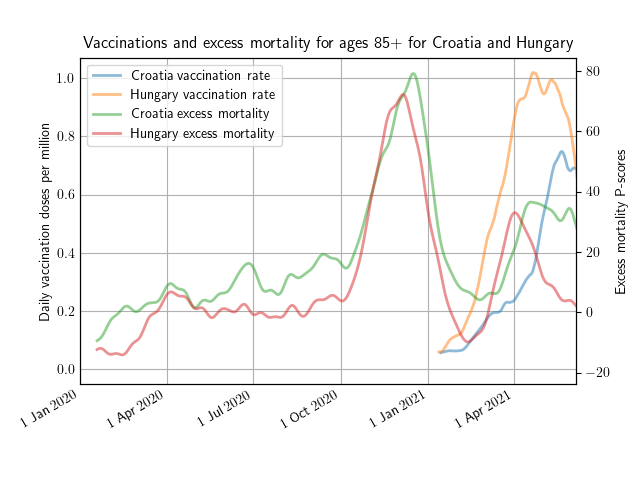 Vaccinations and excess mortality for ages 85+ for Croatia and Hungary
Croatia vaccination rate
Hungary vaccination rate
Croatia excess mortality
Hungary excess mortality
Daily vaccination doses per million
1.0
0.8
0.6
0.4
0.2
0.0
Excess mortality P-scores
80
60
40
20
0
−20
1 Jan 2020
1 Apr 2020
1 Jul 2020
1 Oct 2020
1 Jan 2021
1 Apr 2021